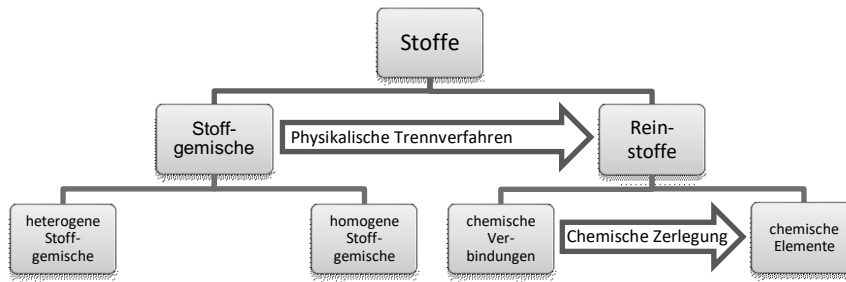 Stoffe
Stoff-
gemische
Physikalische Trennverfahren
Rein-
stoffe
heterogene
Stoff-
gemische
homogene
Stoff-
gemische
chemische
Ver-
bindungen
Chemische Zerlegung
chemische
Elemente